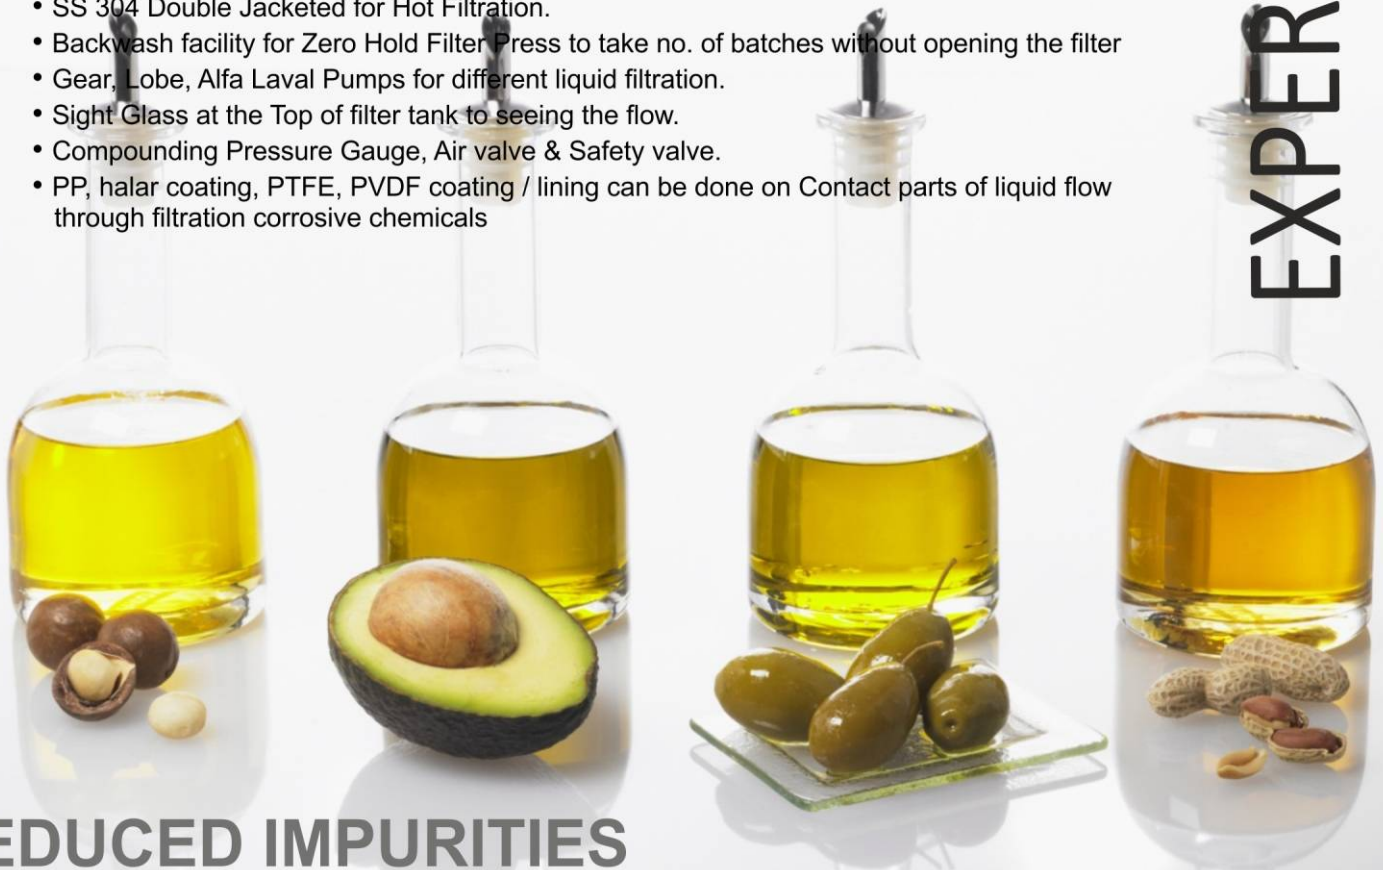 • SS 304 Double Jacketed for Hot Filtration.
• Backwash facility for Zero Hold Filter Press to take no. of batches without opening the filter
• Gear, Lobe, Alfa Laval Pumps for different liquid filtration.
• Sight Glass at the Top of filter tank to seeing the flow.
• Compounding Pressure Gauge, Air valve & Safety valve.
• PP, halar coating, PTFE, PVDF coating / lining can be done on Contact parts of liquid flow
through filtration corrosive chemicals
EXPER
EDUCED IMPURITIES